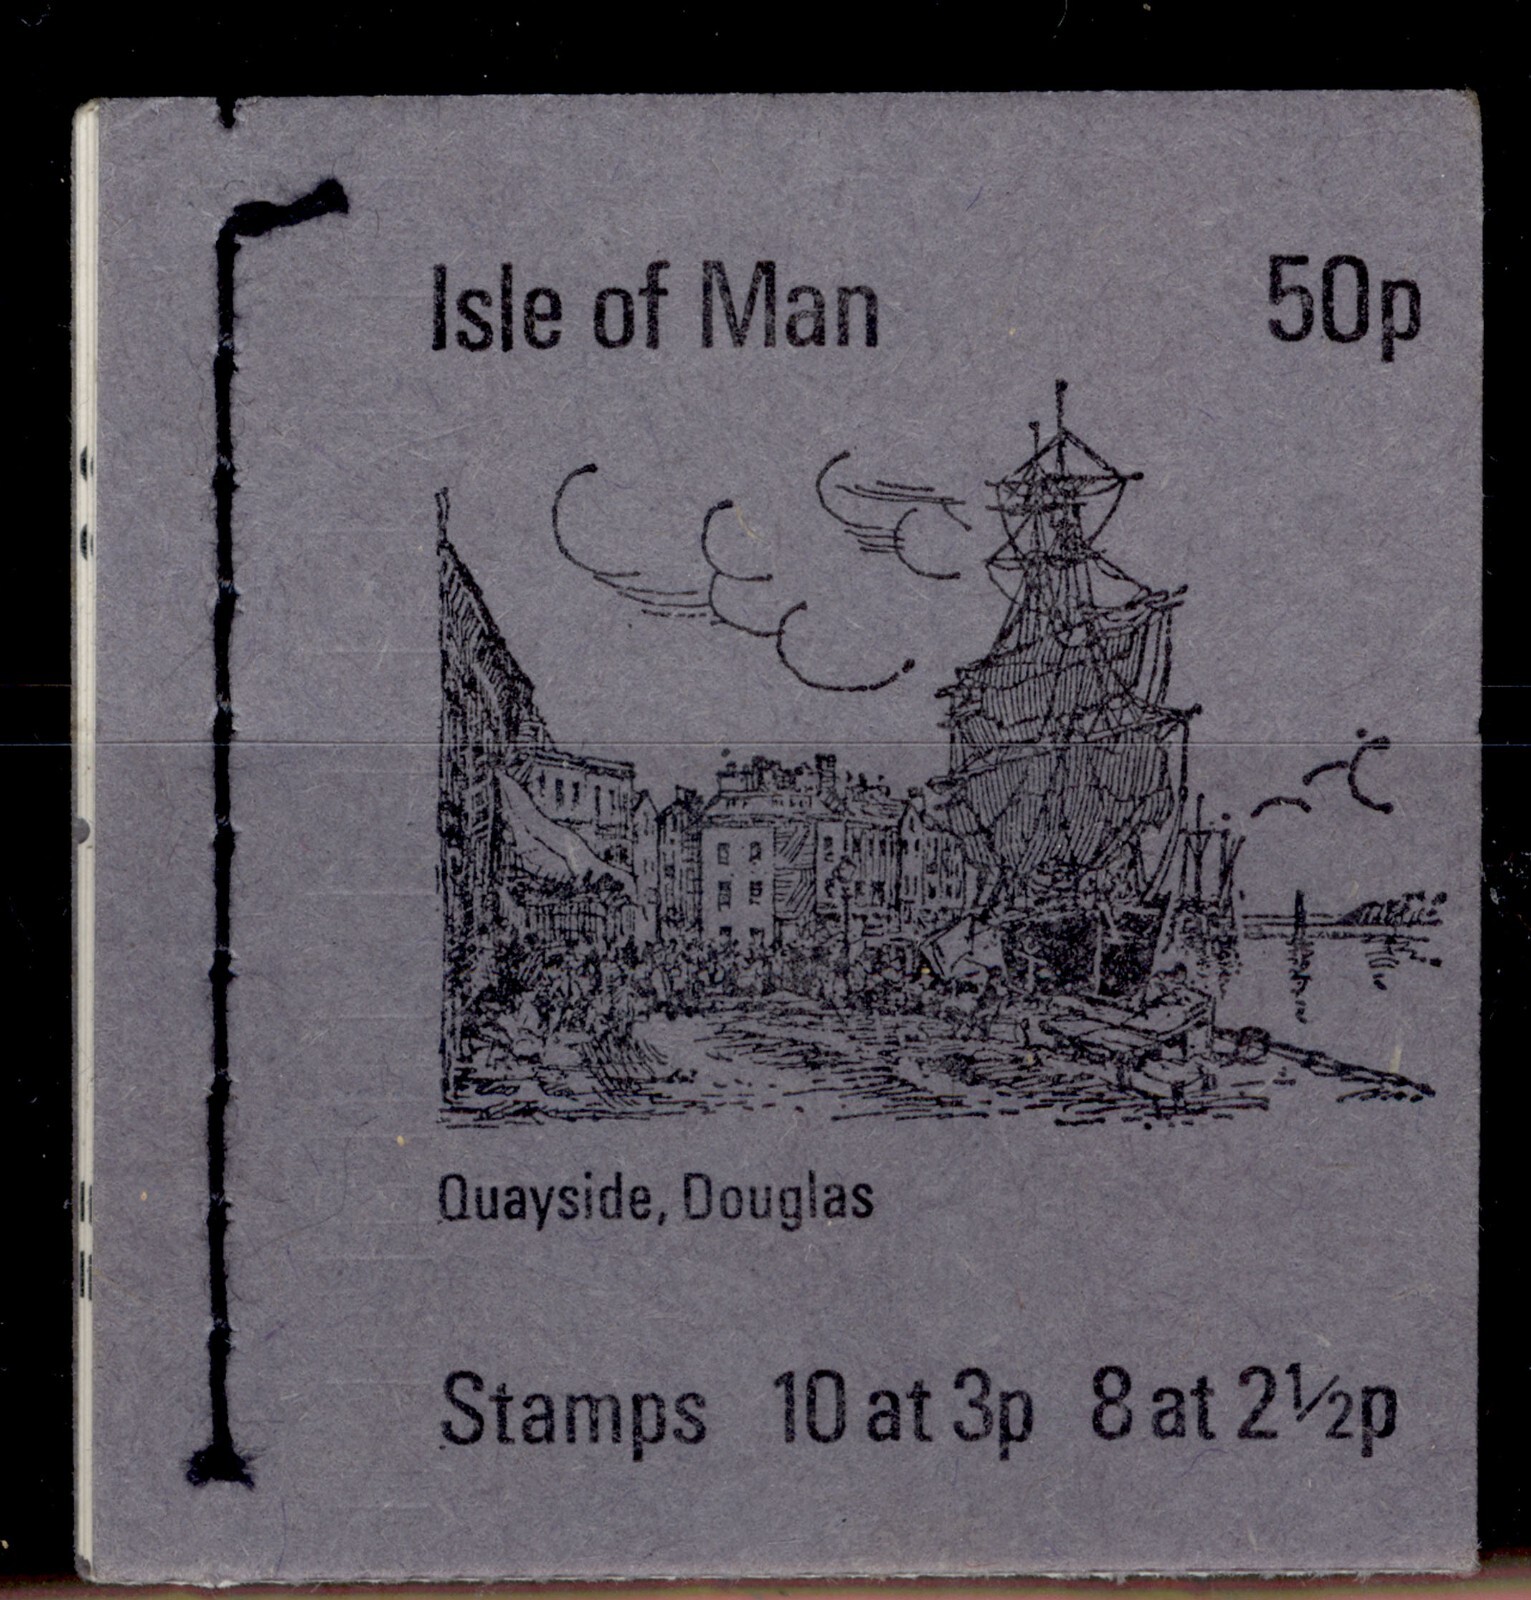 Isle of Man 50p
Quayside, Douglas
Stamps 10 at 3p 8 at 2½p